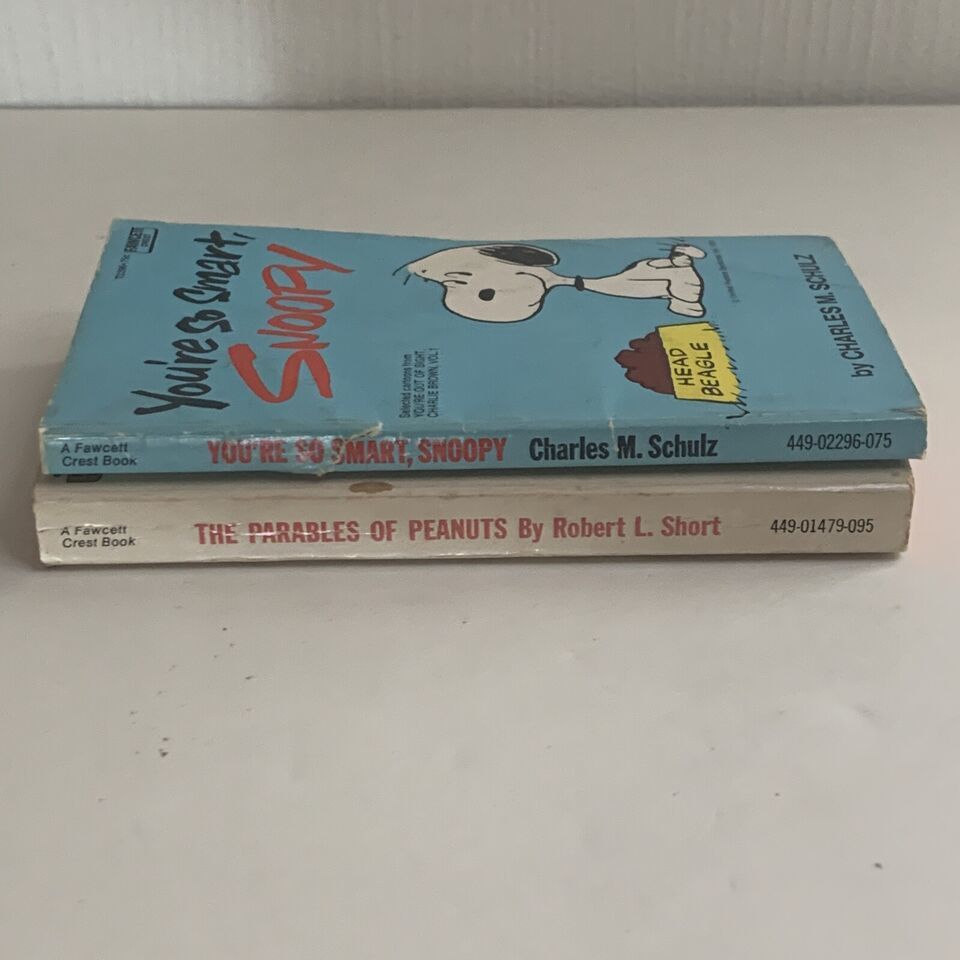 FAWCETT
CREST
You're So Smart,
SNOOPY
Selected cartoons from
YOU'RE OUT OF SIGHT,
CHARLIE BROWN, VOL. 1
HEAD
BEAGLE
by CHARLES M. SCHULZ
A Fawcett
Crest Book
YOU'RE SO SMART, SNOOPY Charles M. Schulz 449-02296-075
A Fawcett
Crest Book
THE PARABLES OF PEANUTS By Robert L. Short 449-01479-095